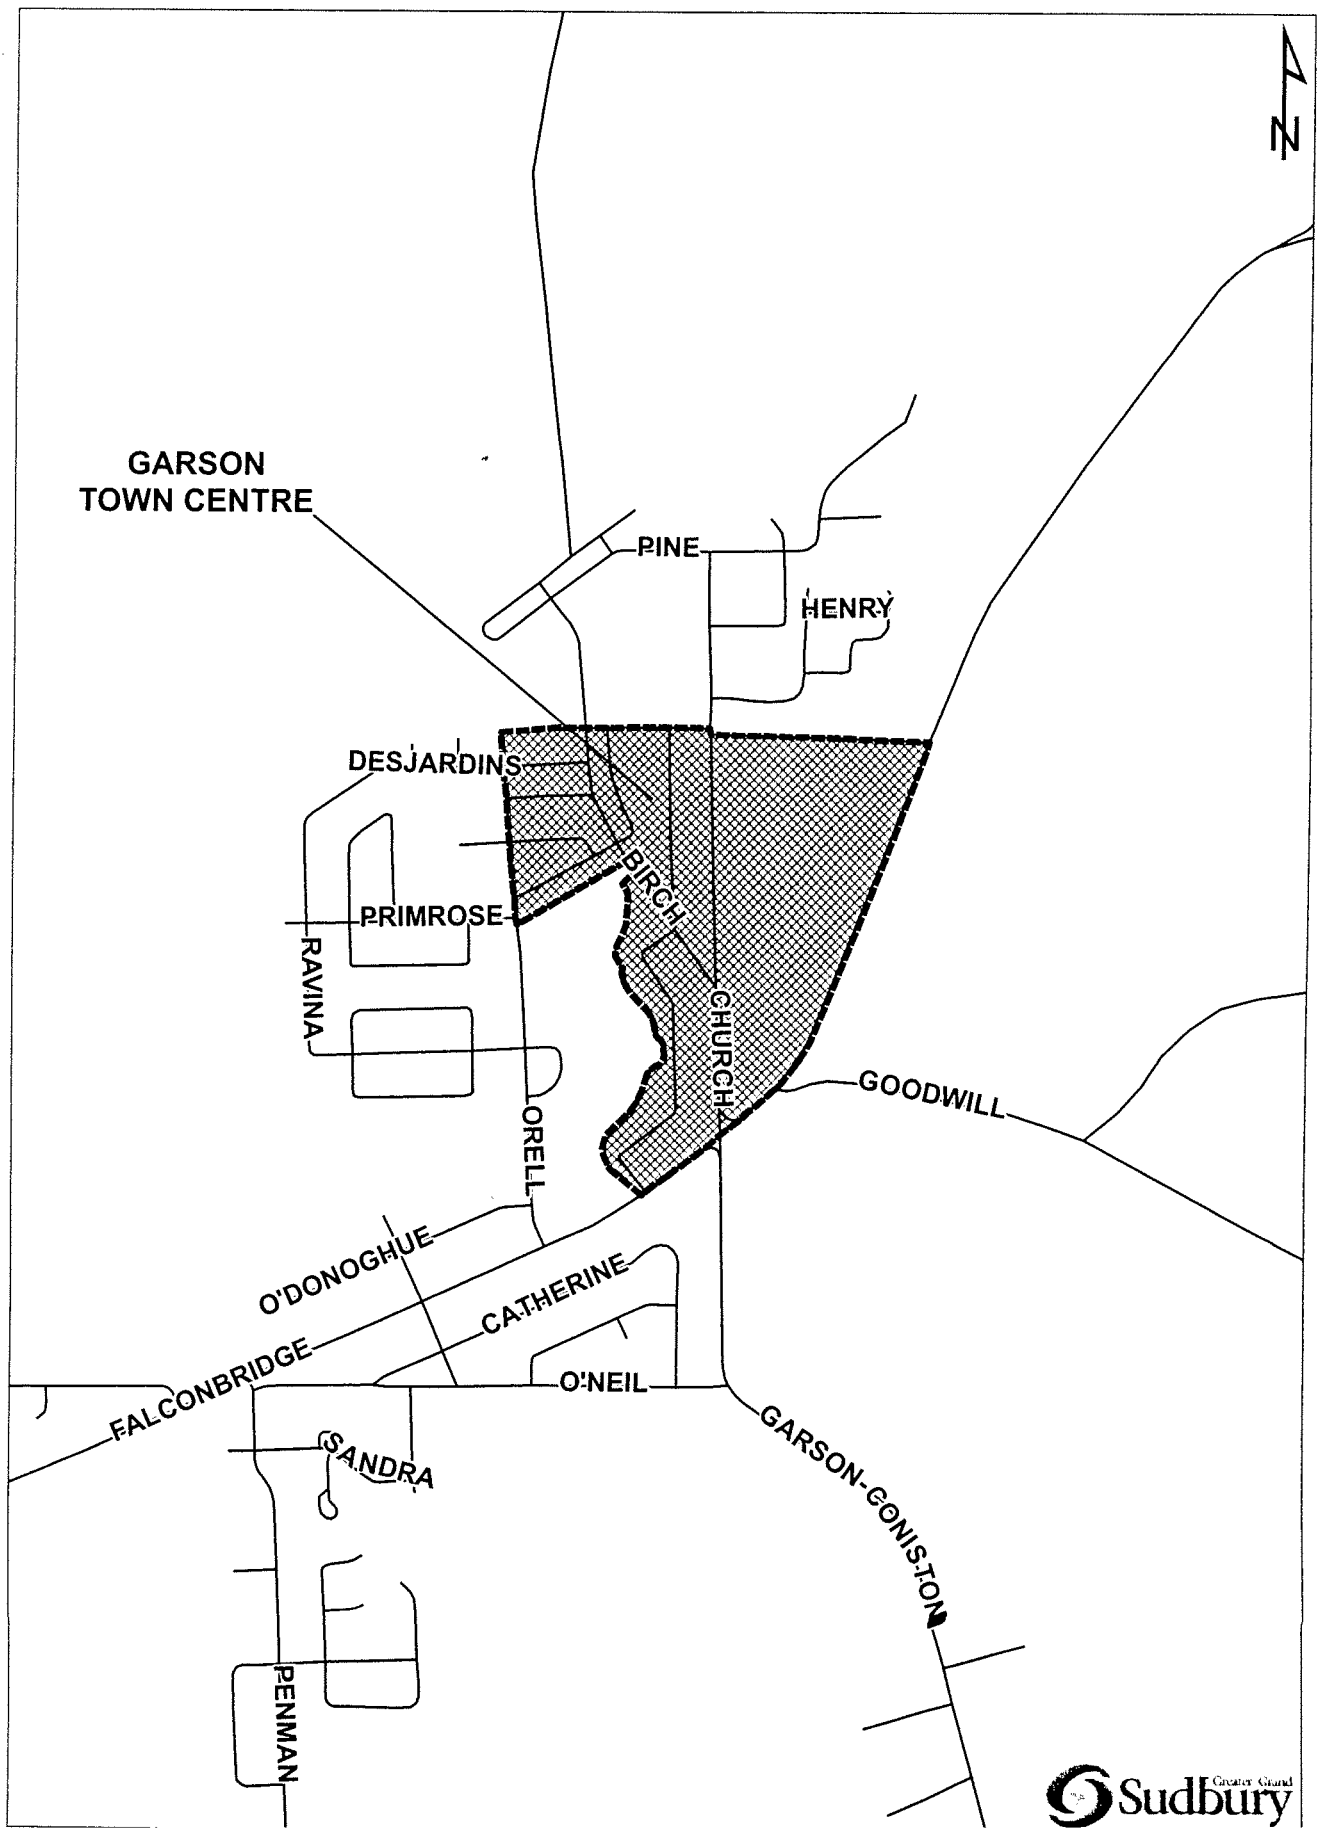 N
GARSON
TOWN CENTRE
PINE
HENRY
DESJARDINS
BIRCH
PRIMROSE
RAVINA
CHURCH
GOODWILL
ORELL
O'DONOGHUE
CATHERINE
FALCONBRIDGE
O'NEIL
GARSON-CONISTON
SANDRA
PENMAN
Greater Grand
Sudbury